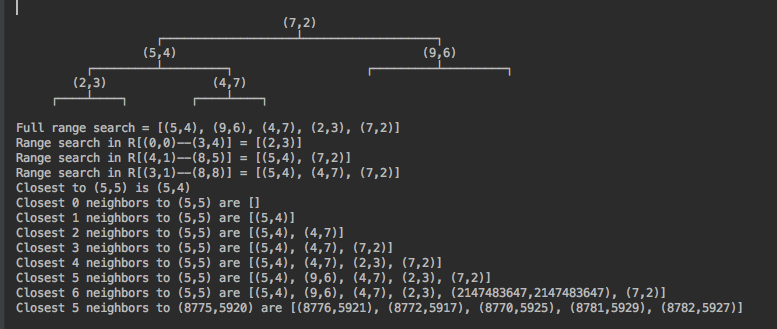 (7,2)
(5,4) (9,6)
(2,3) (4,7)
Full range search = [(5,4), (9,6), (4,7), (2,3), (7,2)]
Range search in R[(0,0)——(3,4)] = [(2,3)]
Range search in R[(4,1)——(8,5)] = [(5,4), (7,2)]
Range search in R[(3,1)——(8,8)] = [(5,4), (4,7), (7,2)]
Closest to (5,5) is (5,4)
Closest 0 neighbors to (5,5) are []
Closest 1 neighbors to (5,5) are [(5,4)]
Closest 2 neighbors to (5,5) are [(5,4), (4,7)]
Closest 3 neighbors to (5,5) are [(5,4), (4,7), (7,2)]
Closest 4 neighbors to (5,5) are [(5,4), (4,7), (2,3), (7,2)]
Closest 5 neighbors to (5,5) are [(5,4), (9,6), (4,7), (2,3), (7,2)]
Closest 6 neighbors to (5,5) are [(5,4), (9,6), (4,7), (2,3), (2147483647,2147483647), (7,2)]
Closest 5 neighbors to (8775,5920) are [(8776,5921), (8772,5917), (8770,5925), (8781,5929), (8782,5927)]